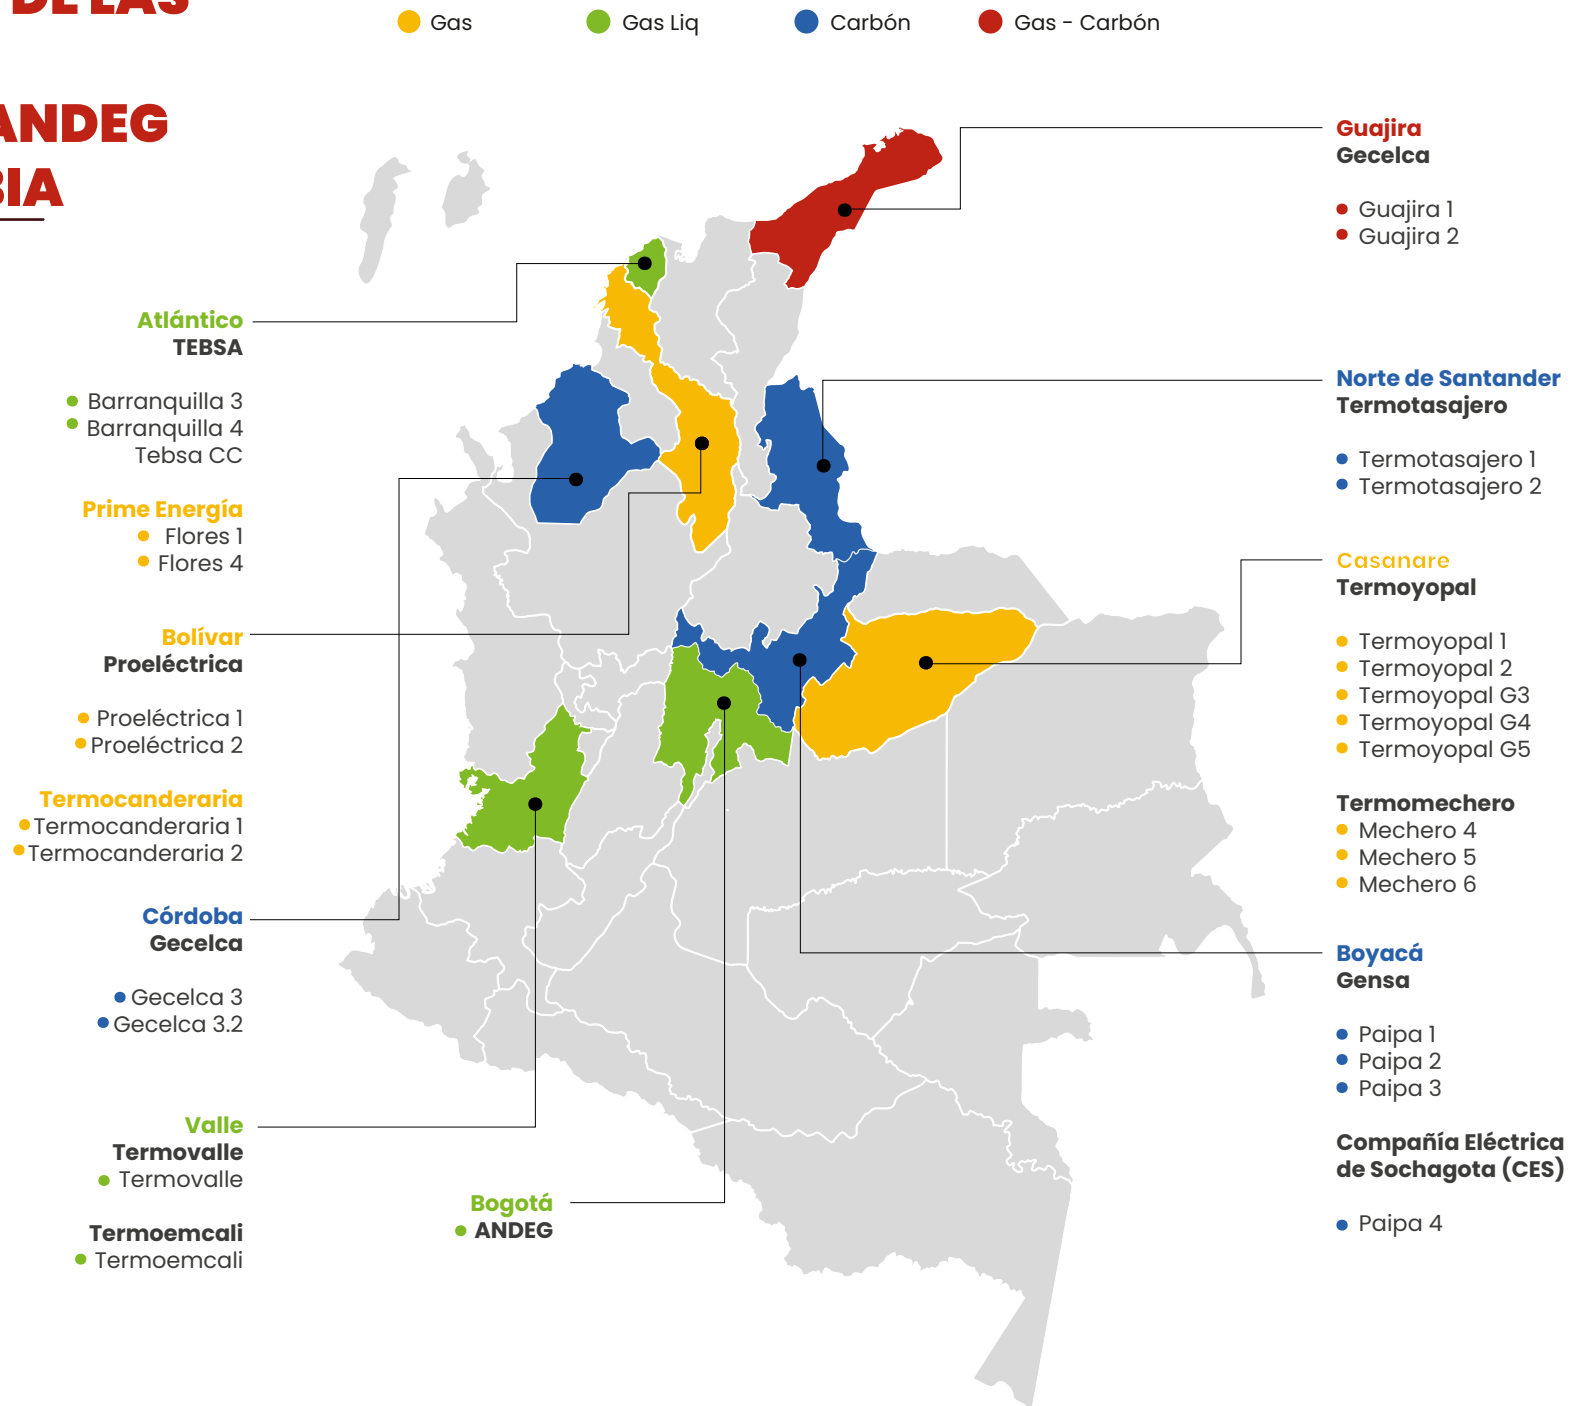 DE LAS
ANDEG
BIA
Gas
Gas Liq
Carbón
Gas - Carbón
Atlántico
TEBSA
Barranquilla 3
Barranquilla 4
Tebsa CC
Prime Energía
Flores 1
Flores 4
Bolívar
Proeléctrica
Proeléctrica 1
Proeléctrica 2
Termocanderaria
Termocanderaria 1
Termocanderaria 2
Córdoba
Gecelca
Gecelca 3
Gecelca 3.2
Valle
Termovalle
Termovalle
Termoemcali
Termoemcali
Bogotá
ANDEG
Guajira
Gecelca
Guajira 1
Guajira 2
Norte de Santander
Termotasajero
Termotasajero 1
Termotasajero 2
Casanare
Termoyopal
Termoyopal 1
Termoyopal 2
Termoyopal G3
Termoyopal G4
Termoyopal G5
Termomechero
Mechero 4
Mechero 5
Mechero 6
Boyacá
Gensa
Paipa 1
Paipa 2
Paipa 3
Compañía Eléctrica
de Sochagota (CES)
Paipa 4